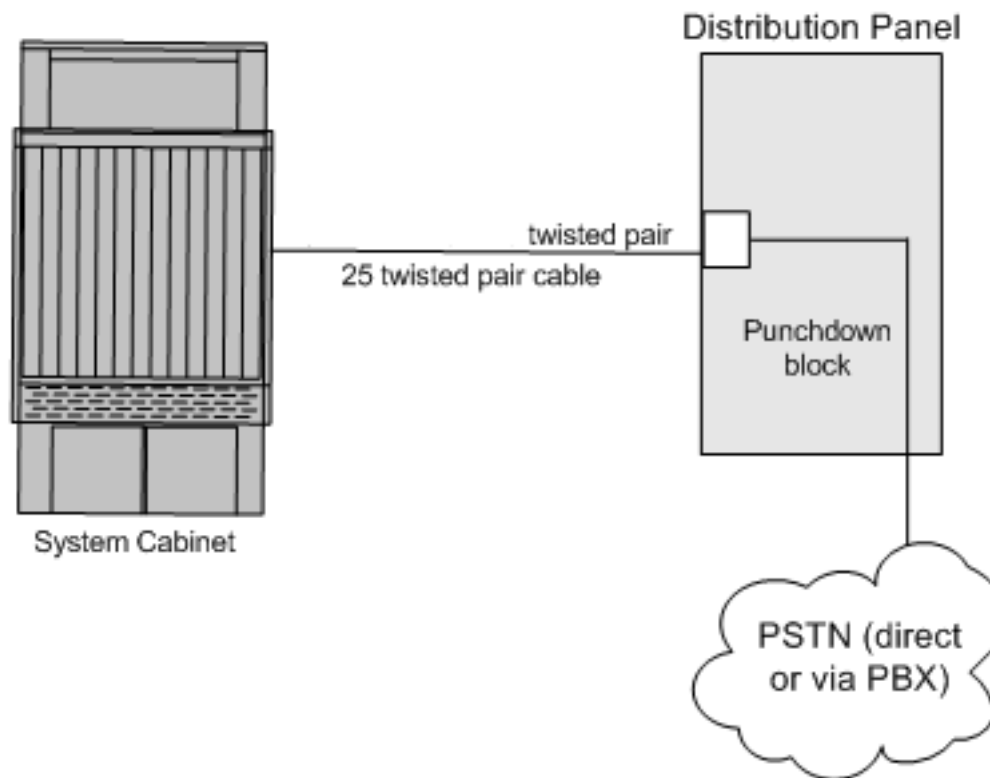 Distribution Panel
twisted pair
25 twisted pair cable
Punchdown
block
System Cabinet
PSTN (direct
or via PBX)